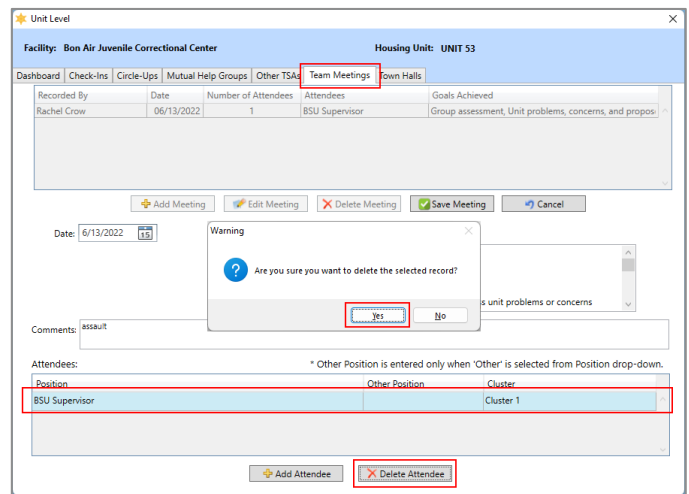 Unit Level
Facility: Bon Air Juvenile Correctional Center Housing Unit: UNIT 53
Dashboard Check-Ins Circle-Ups Mutual Help Groups Other TSAs Team Meetings Town Halls
Recorded By Date Number of Attendees Attendees Goals Achieved
Rachel Crow 06/13/2022 1 BSU Supervisor Group assessment, Unit problems, concerns, and propos
Add Meeting Edit Meeting Delete Meeting Save Meeting Cancel
Date: 6/13/2022 15
Warning
Are you sure you want to delete the selected record?
Yes No
unit problems or concerns
Comments: assault
Attendees: * Other Position is entered only when 'Other' is selected from Position drop-down.
Position Other Position Cluster
BSU Supervisor Cluster 1
Add Attendee Delete Attendee